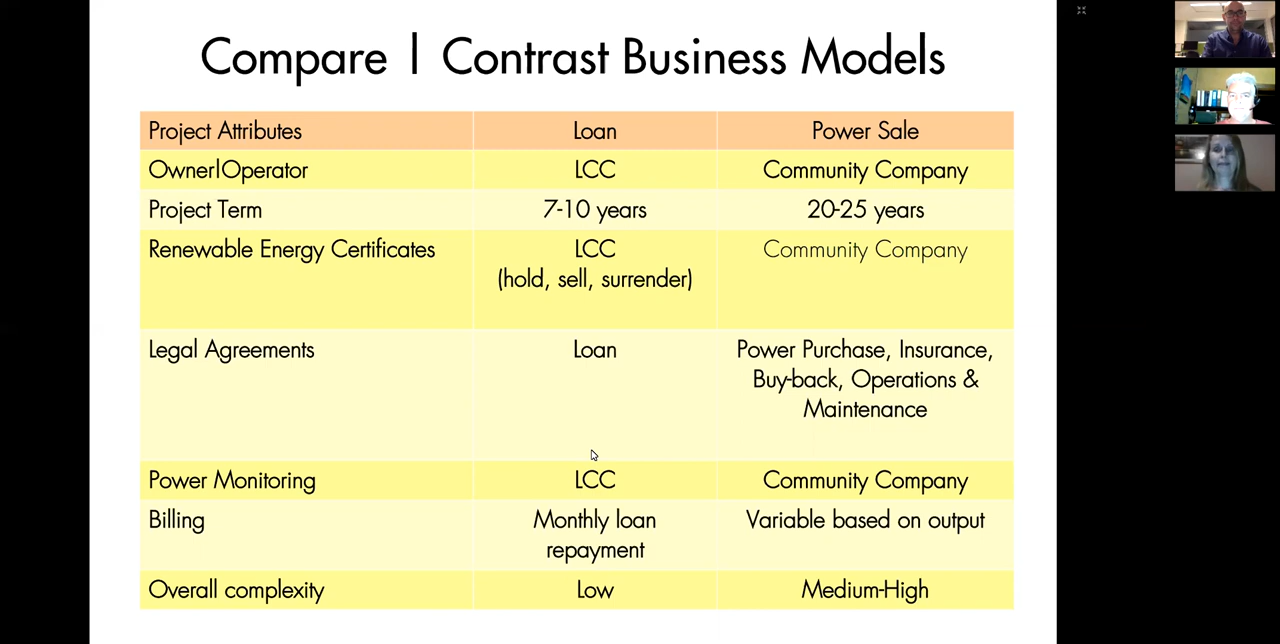 Compare | Contrast Business Models
Project Attributes Loan Power Sale
Owner|Operator LCC Community Company
Project Term 7-10 years 20-25 years
Renewable Energy Certificates LCC Community Company
(hold, sell, surrender)
Legal Agreements Loan Power Purchase, Insurance,
Buy-back, Operations &
Maintenance
Power Monitoring LCC Community Company
Billing Monthly loan Variable based on output
repayment
Overall complexity Low Medium-High